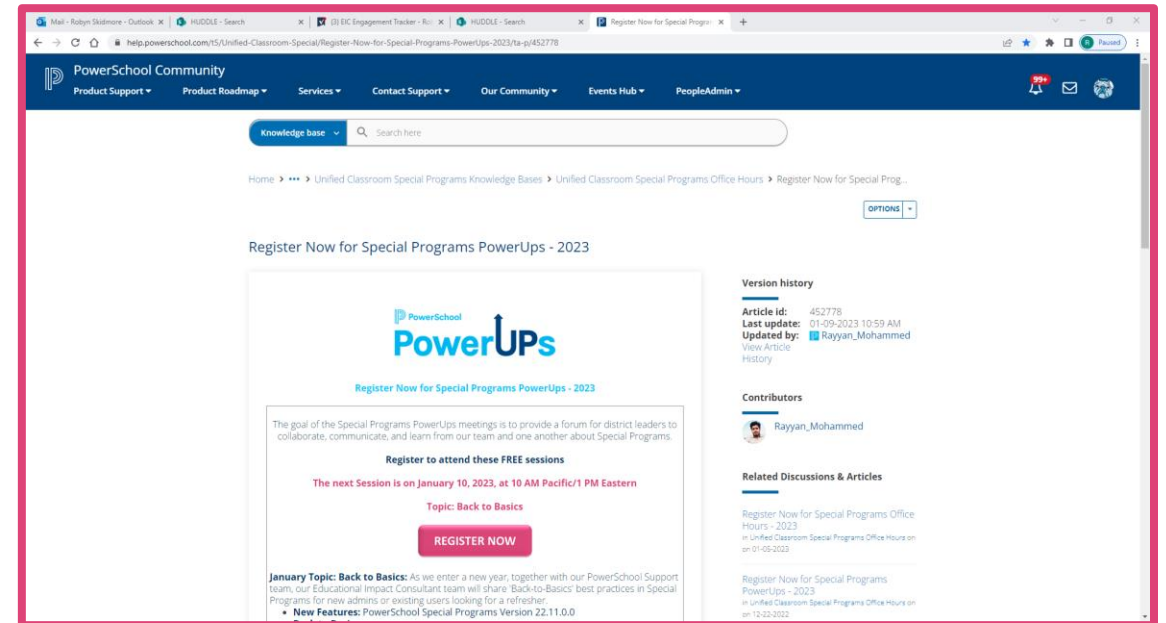 Mail - Robyn Skidmore - Outlook
HUDDLE - Search
(3) EIC Engagement Tracker - Ro
HUDDLE - Search
Register Now for Special Progra
help.powerschool.com/t5/Unified-Classroom-Special/Register-Now-for-Special-Programs-PowerUps-2023/ta-p/452778
R Paused
PowerSchool Community
Product Support Product Roadmap Services Contact Support Our Community Events Hub PeopleAdmin
99+
Knowledge base Search here
Home > ••• > Unified Classroom Special Programs Knowledge Bases > Unified Classroom Special Programs Office Hours > Register Now for Special Prog...
OPTIONS
Register Now for Special Programs PowerUps - 2023
PowerSchool
PowerUPs
Register Now for Special Programs PowerUps - 2023
The goal of the Special Programs PowerUps meetings is to provide a forum for district leaders to
collaborate, communicate, and learn from our team and one another about Special Programs.
Register to attend these FREE sessions
The next Session is on January 10, 2023, at 10 AM Pacific/1 PM Eastern
Topic: Back to Basics
REGISTER NOW
January Topic: Back to Basics: As we enter a new year, together with our PowerSchool Support
team, our Educational Impact Consultant team will share 'Back-to-Basics' best practices in Special
Programs for new admins or existing users looking for a refresher.
• New Features: PowerSchool Special Programs Version 22.11.0.0
Version history
Article id: 452778
Last update: 01-09-2023 10:59 AM
Updated by: Rayyan_Mohammed
View Article
History
Contributors
Rayyan_Mohammed
Related Discussions & Articles
Register Now for Special Programs Office
Hours - 2023
in Unified Classroom Special Programs Office Hours on
on 01-05-2023
Register Now for Special Programs
PowerUps - 2023
in Unified Classroom Special Programs Office Hours on
on 12-22-2022